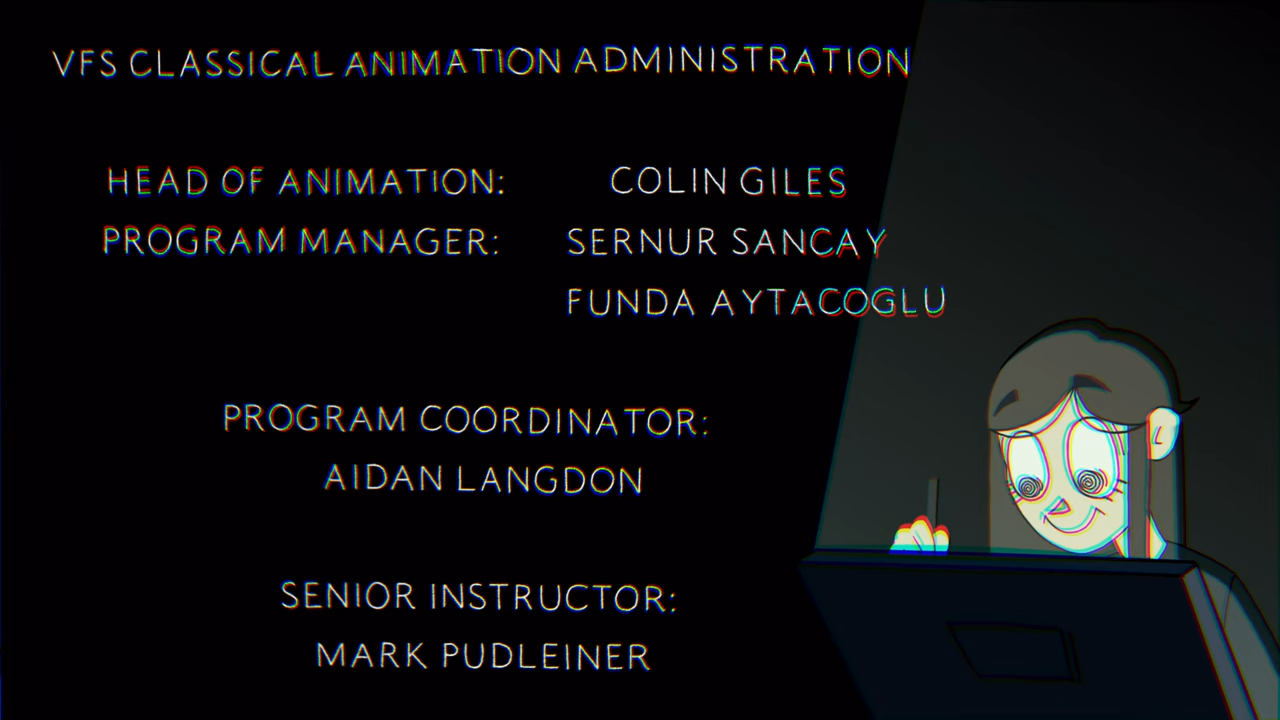 VFS CLASSICAL ANIMATION ADMINISTRATION
HEAD OF ANIMATION: COLIN GILES
PROGRAM MANAGER: SERNUR SANCAY
FUNDA AYTACOGLU
PROGRAM COORDINATOR:
AIDAN LANGDON
SENIOR INSTRUCTOR:
MARK PUDLEINER